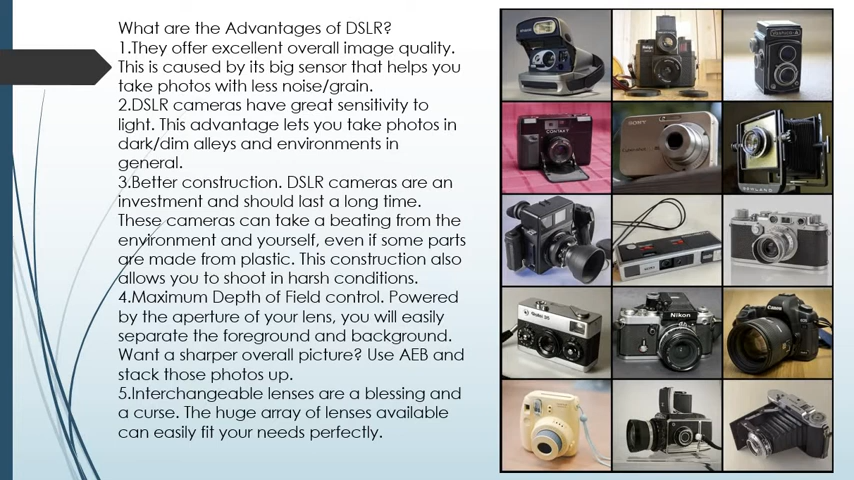 What are the Advantages of DSLR?
1.They offer excellent overall image quality.
This is caused by its big sensor that helps you
take photos with less noise/grain.
2.DSLR cameras have great sensitivity to
light. This advantage lets you take photos in
dark/dim alleys and environments in
general.
3.Better construction. DSLR cameras are an
investment and should last a long time.
These cameras can take a beating from the
environment and yourself, even if some parts
are made from plastic. This construction also
allows you to shoot in harsh conditions.
4.Maximum Depth of Field control. Powered
by the aperture of your lens, you will easily
separate the foreground and background.
Want a sharper overall picture? Use AEB and
stack those photos up.
5.Interchangeable lenses are a blessing and
a curse. The huge array of lenses available
can easily fit your needs perfectly.
CONTAX
SONY
Nikon
Canon